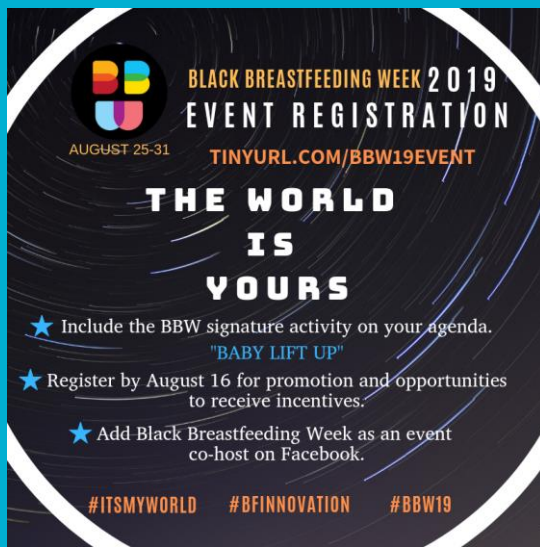 BBW
BLACK BREASTFEEDING WEEK 2019
EVENT REGISTRATION
AUGUST 25-31
TINYURL.COM/BBW19EVENT
THE WORLD
IS
YOURS
Include the BBW signature activity on your agenda.
"BABY LIFT UP"
Register by August 16 for promotion and opportunities
to receive incentives.
Add Black Breastfeeding Week as an event
co-host on Facebook.
#ITSMYWORLD #BFINNOVATION #BBW19